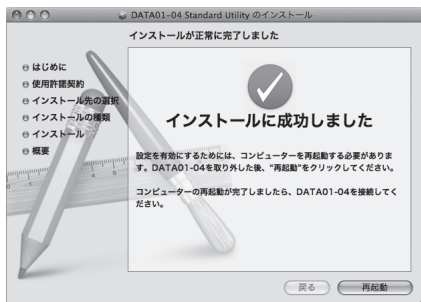 DATA01-04 Standard Utility のインストール
インストールが正常に完了しました
はじめに
使用許諾契約
インストール先の選択
インストールの種類
インストール
概要
インストールに成功しました
設定を有効にするためには、コンピューターを再起動する必要がありま
す。DATA01-04を取り外した後、“再起動”をクリックしてください。
コンピューターの再起動が完了しましたら、DATA01-04を接続してく
ださい。
戻る
再起動